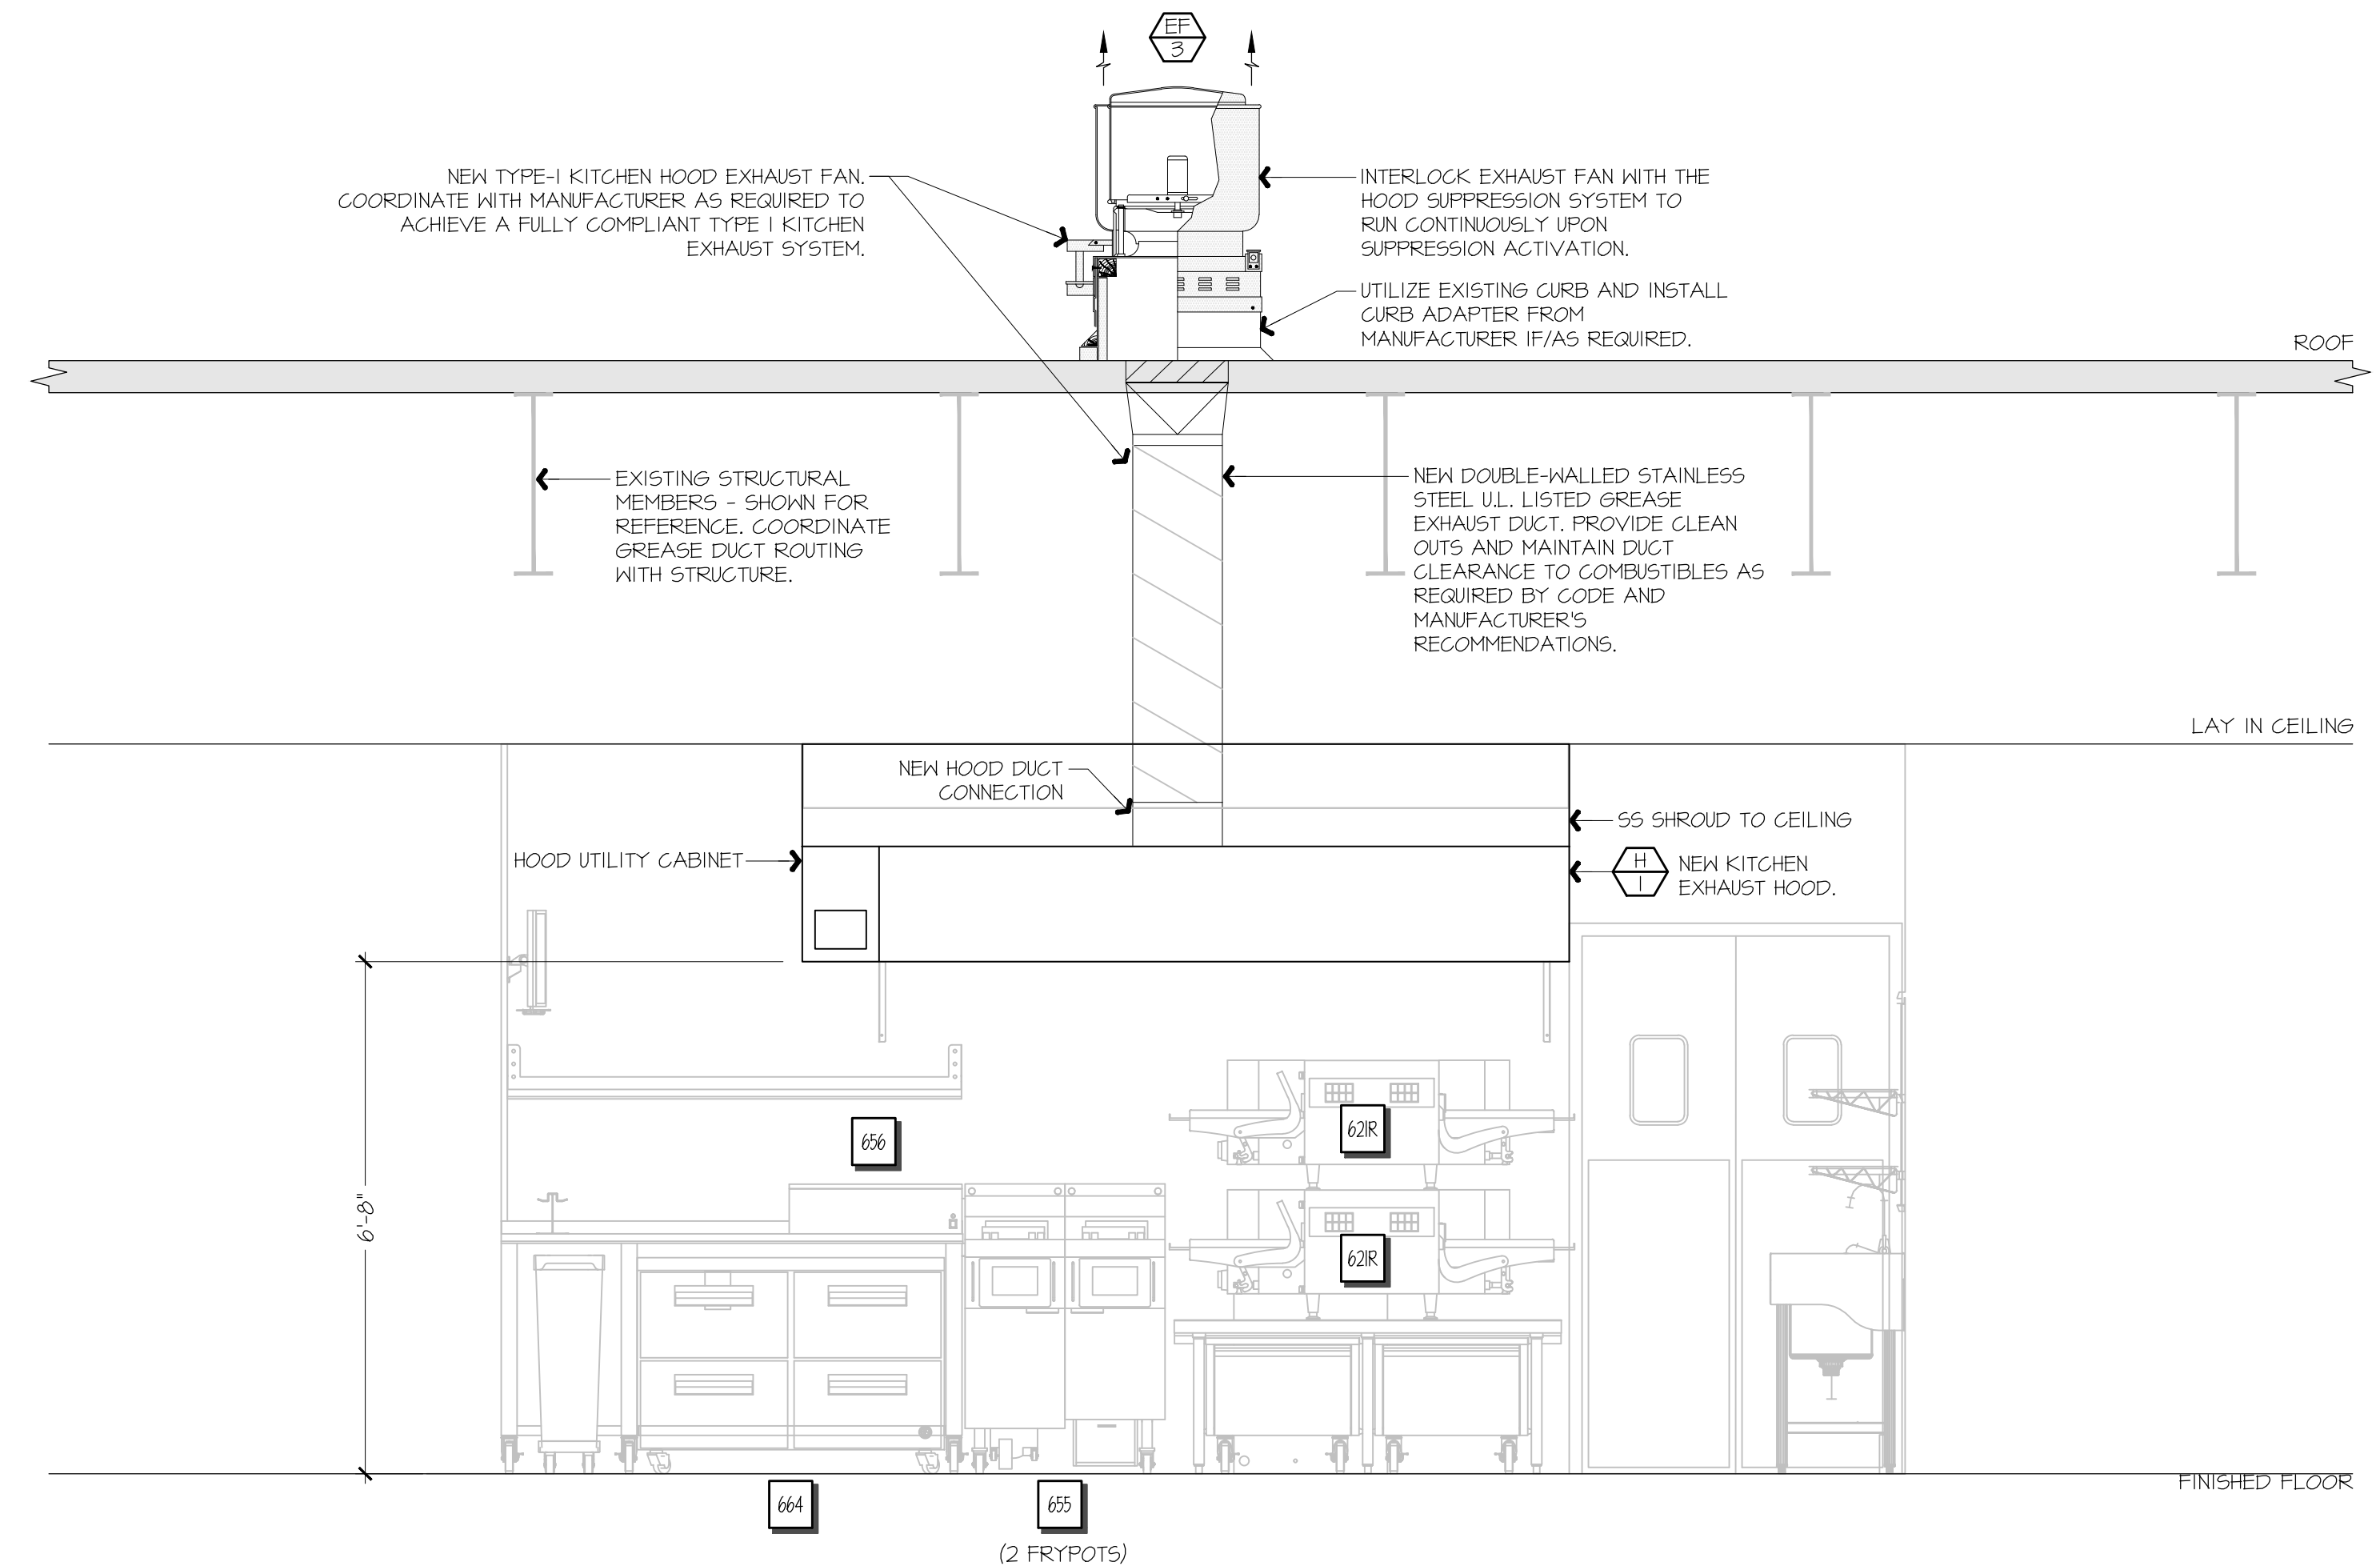 EF
3
NEW TYPE-I KITCHEN HOOD EXHAUST FAN.
COORDINATE WITH MANUFACTURER AS REQUIRED TO
ACHIEVE A FULLY COMPLIANT TYPE I KITCHEN
EXHAUST SYSTEM.
INTERLOCK EXHAUST FAN WITH THE
HOOD SUPPRESSION SYSTEM TO
RUN CONTINUOUSLY UPON
SUPPRESSION ACTIVATION.
UTILIZE EXISTING CURB AND INSTALL
CURB ADAPTER FROM
MANUFACTURER IF/AS REQUIRED.
ROOF
EXISTING STRUCTURAL
MEMBERS - SHOWN FOR
REFERENCE. COORDINATE
GREASE DUCT ROUTING
WITH STRUCTURE.
NEW DOUBLE-WALLED STAINLESS
STEEL U.L. LISTED GREASE
EXHAUST DUCT. PROVIDE CLEAN
OUTS AND MAINTAIN DUCT
CLEARANCE TO COMBUSTIBLES AS
REQUIRED BY CODE AND
MANUFACTURER'S
RECOMMENDATIONS.
LAY IN CEILING
NEW HOOD DUCT
CONNECTION
SS SHROUD TO CEILING
HOOD UTILITY CABINET
H
1
NEW KITCHEN
EXHAUST HOOD.
6'-8"
656
621R
621R
FINISHED FLOOR
664
655
(2 FRYPOTS)